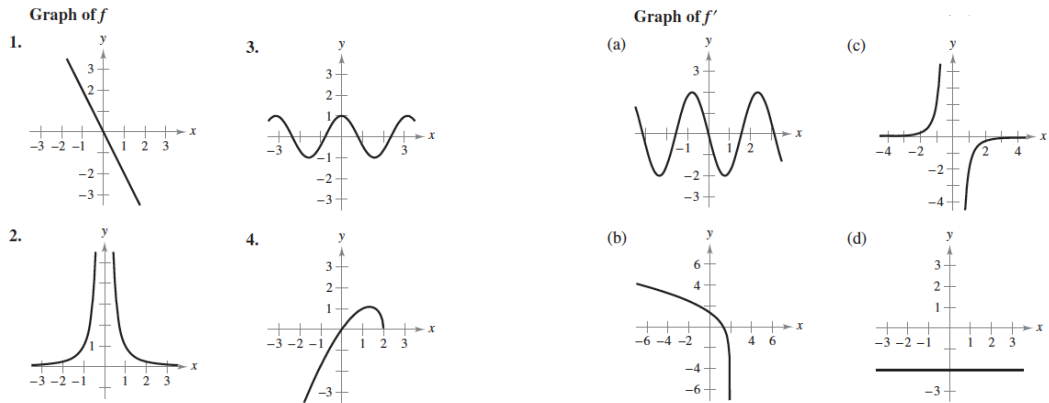 Graph of f
1.
y
3
2
x
-3 -2 -1
1 2 3
-2
-3
3.
y
3
2
1
x
-3
3
-1
-2
-3
2.
y
1
x
-3 -2 -1
1 2 3
4.
y
3
2
1
x
-3 -2 -1
1 2 3
-3
Graph of f′
(a)
y
3
x
-1
1 2
-2
-3
(c)
y
x
-4 -2
2 4
-2
-4
(b)
y
6
4
x
-6 -4 -2
4 6
-4
-6
(d)
y
3
2
1
x
-3 -2 -1
1 2 3
-3